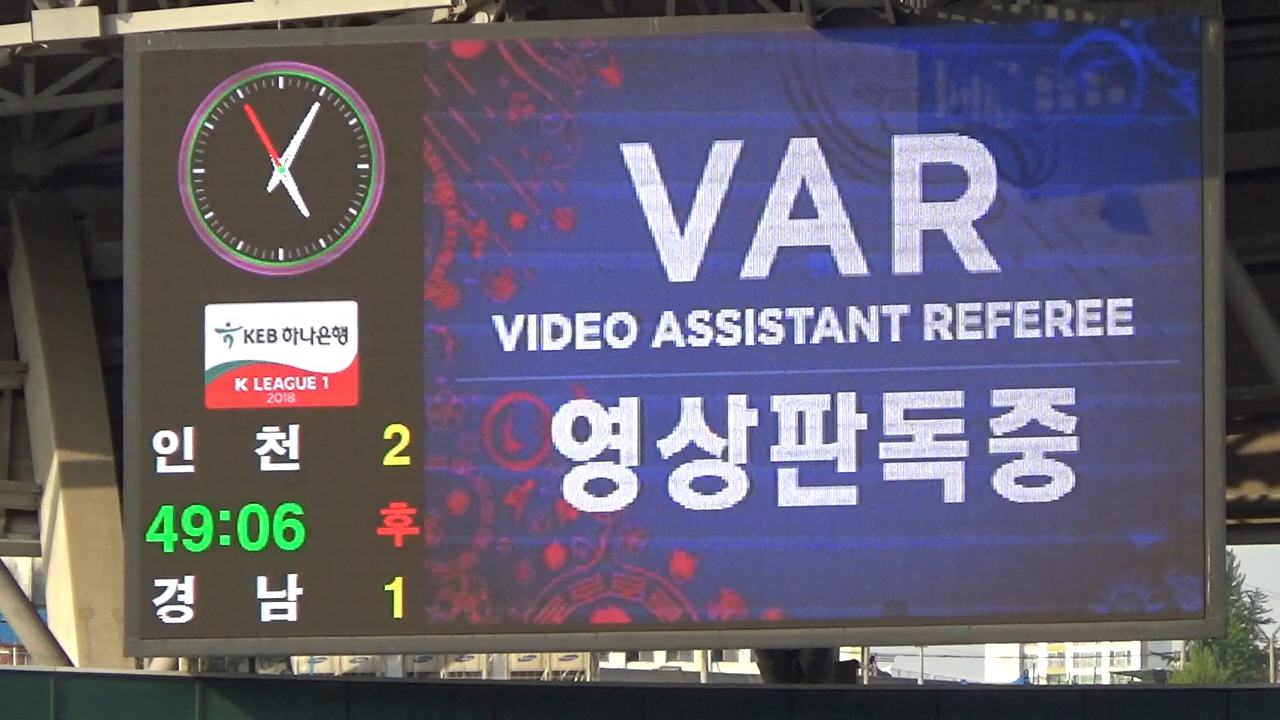 KEB 하나은행
K LEAGUE 1
2018
인 천 2
49:06 후
경 남 1
VAR
VIDEO ASSISTANT REFEREE
영상판독중